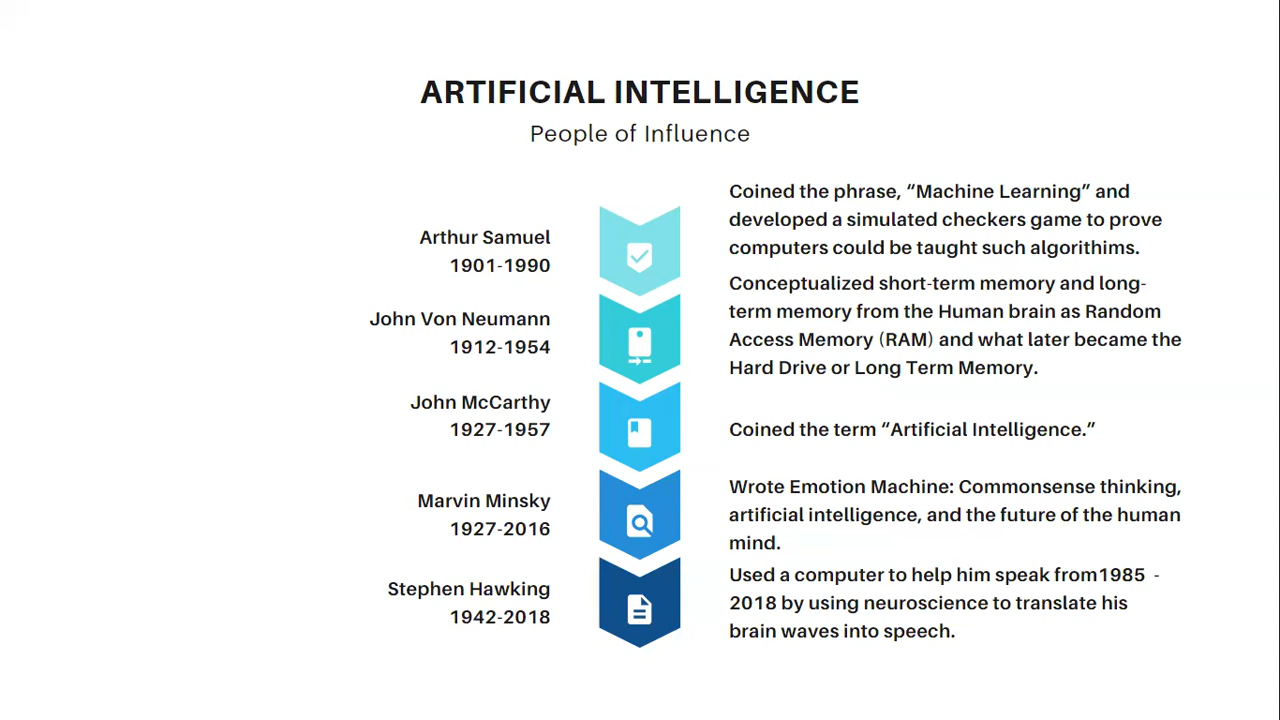 ARTIFICIAL INTELLIGENCE
People of Influence
Arthur Samuel
1901-1990
Coined the phrase, “Machine Learning” and
developed a simulated checkers game to prove
computers could be taught such algorithims.
John Von Neumann
1912-1954
Conceptualized short-term memory and long-
term memory from the Human brain as Random
Access Memory (RAM) and what later became the
Hard Drive or Long Term Memory.
John McCarthy
1927-1957
Coined the term “Artificial Intelligence.”
Marvin Minsky
1927-2016
Wrote Emotion Machine: Commonsense thinking,
artificial intelligence, and the future of the human
mind.
Stephen Hawking
1942-2018
Used a computer to help him speak from1985 -
2018 by using neuroscience to translate his
brain waves into speech.